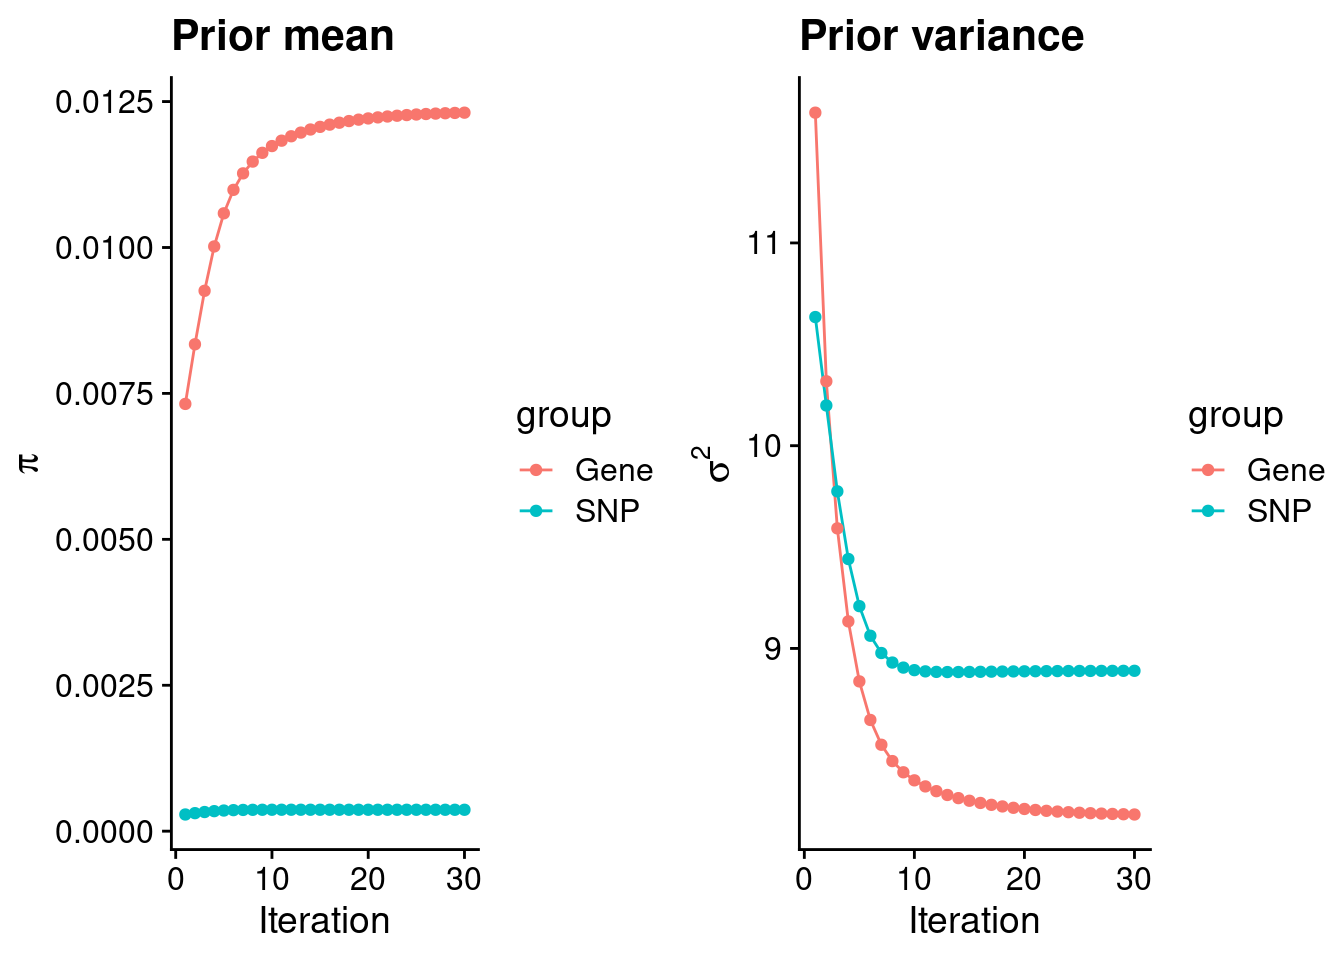 Prior mean
0.0125
0.0100
0.0075
0.0050
0.0025
0.0000
π
0 10 20 30
Iteration
group
Gene
SNP
Prior variance
11
10
9
σ²
0 10 20 30
Iteration
group
Gene
SNP